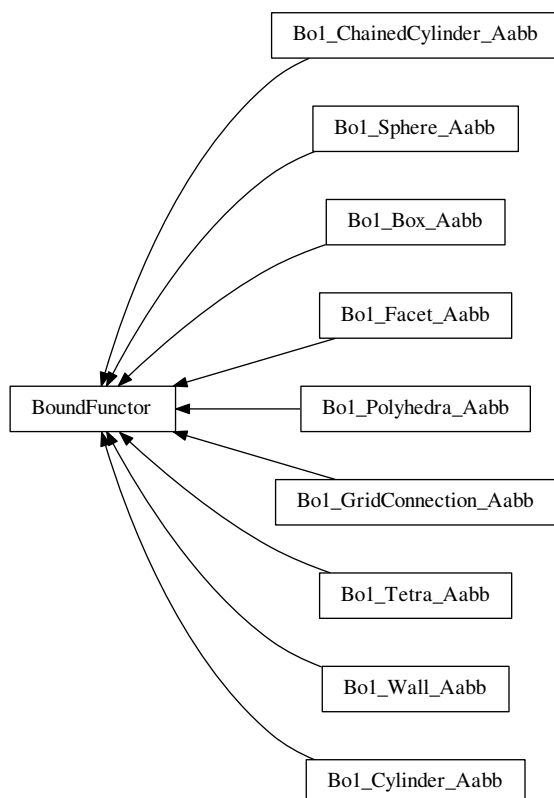 Bo1_ChainedCylinder_Aabb
Bo1_Sphere_Aabb
Bo1_Box_Aabb
Bo1_Facet_Aabb
BoundFunctor
Bo1_Polyhedra_Aabb
Bo1_GridConnection_Aabb
Bo1_Tetra_Aabb
Bo1_Wall_Aabb
Bo1_Cylinder_Aabb